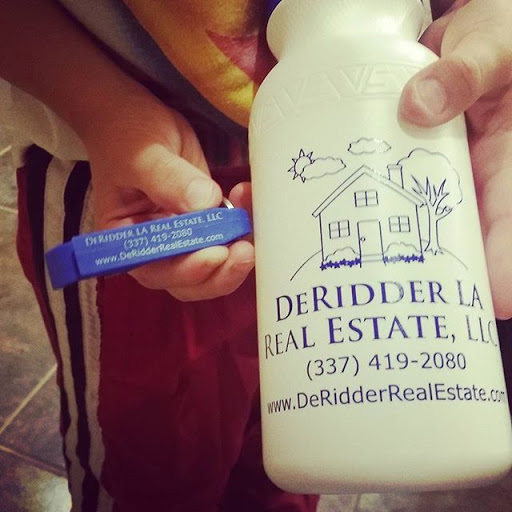 DeRidder LA Real Estate, LLC
(337) 419-2080
www.DeRidderRealEstate.com
DeRidder LA
Real Estate, LLC
(337) 419-2080
www.DeRidderRealEstate.com